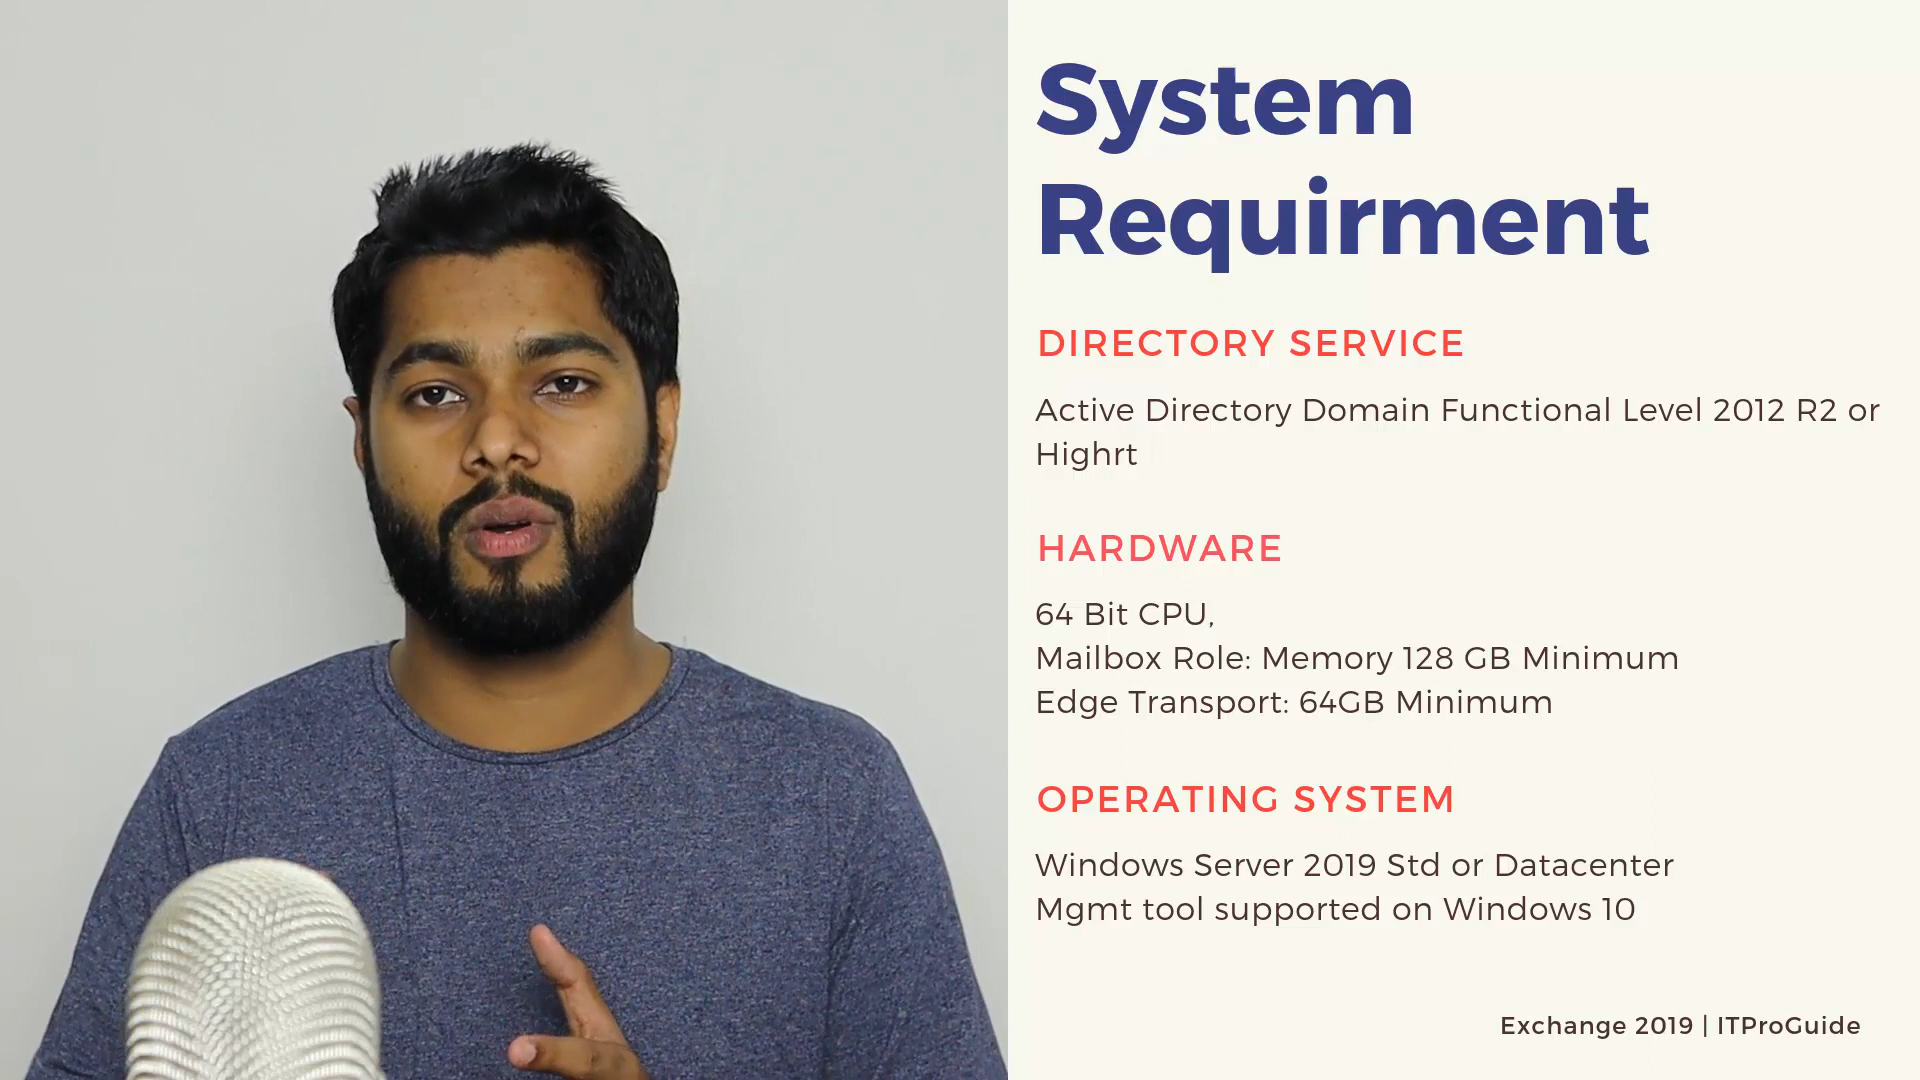 System
Requirment
DIRECTORY SERVICE
Active Directory Domain Functional Level 2012 R2 or
Highrt
HARDWARE
64 Bit CPU,
Mailbox Role: Memory 128 GB Minimum
Edge Transport: 64GB Minimum
OPERATING SYSTEM
Windows Server 2019 Std or Datacenter
Mgmt tool supported on Windows 10
Exchange 2019 | ITProGuide